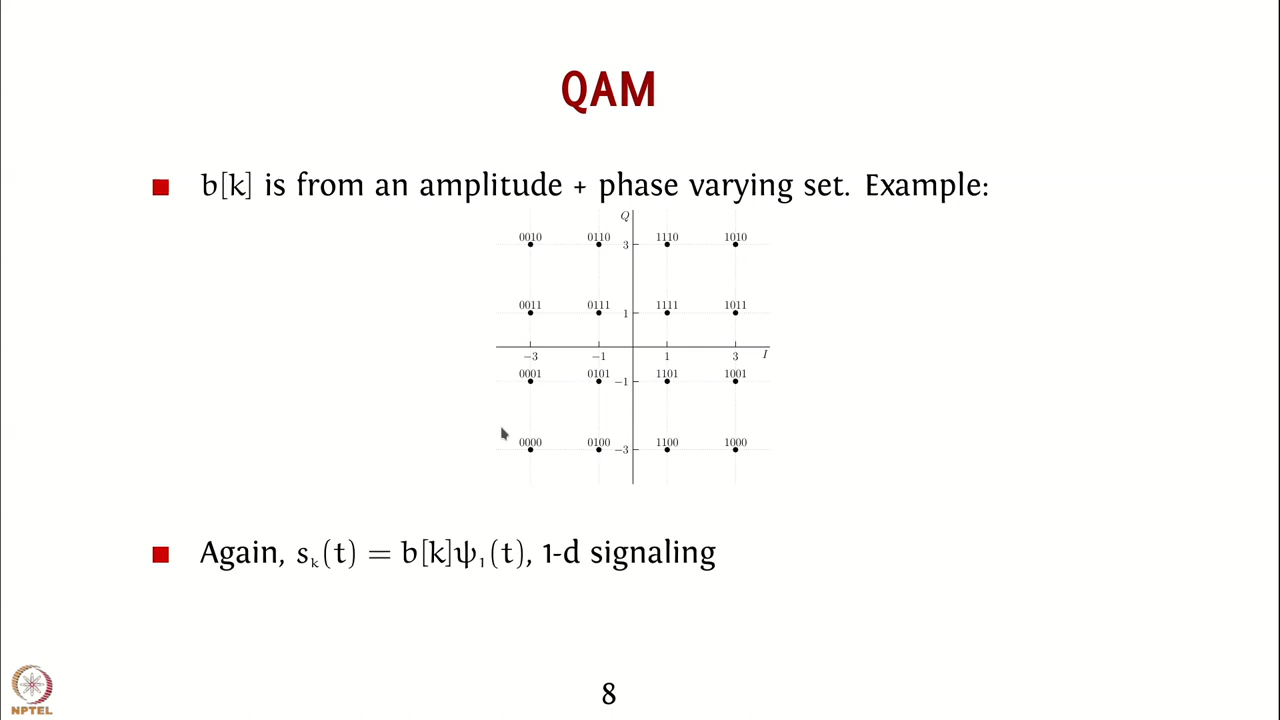 QAM
b[k] is from an amplitude + phase varying set. Example:
Q
0010 0110 1110 1010
3
0011 0111 1111 1011
1
−3 −1 1 3 I
0001 0101 1101 1001
−1
0000 0100 1100 1000
−3
Again, sₖ(t) = b[k]ψ₁(t), 1-d signaling
NPTEL
8